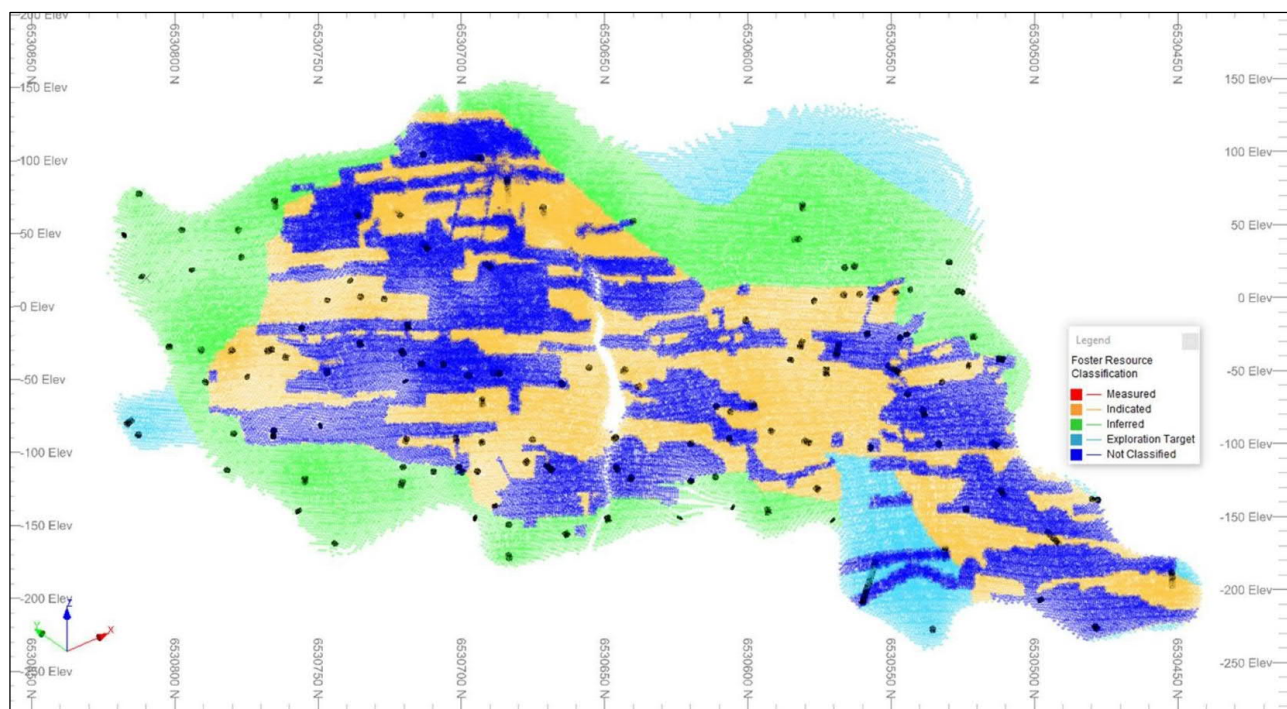 200 Elev
6530850 N
6530800 N
6530750 N
6530700 N
6530650 N
6530600 N
6530550 N
6530500 N
6530450 N
150 Elev
150 Elev
100 Elev
100 Elev
50 Elev
50 Elev
0 Elev
0 Elev
-50 Elev
-50 Elev
-100 Elev
-100 Elev
-150 Elev
-150 Elev
-200 Elev
-200 Elev
-250 Elev
-250 Elev
Legend
Foster Resource
Classification
Measured
Indicated
Inferred
Exploration Target
Not Classified
Z
Y
X
6530850 N
6530800 N
6530750 N
6530700 N
6530650 N
6530600 N
6530550 N
6530500 N
6530450 N